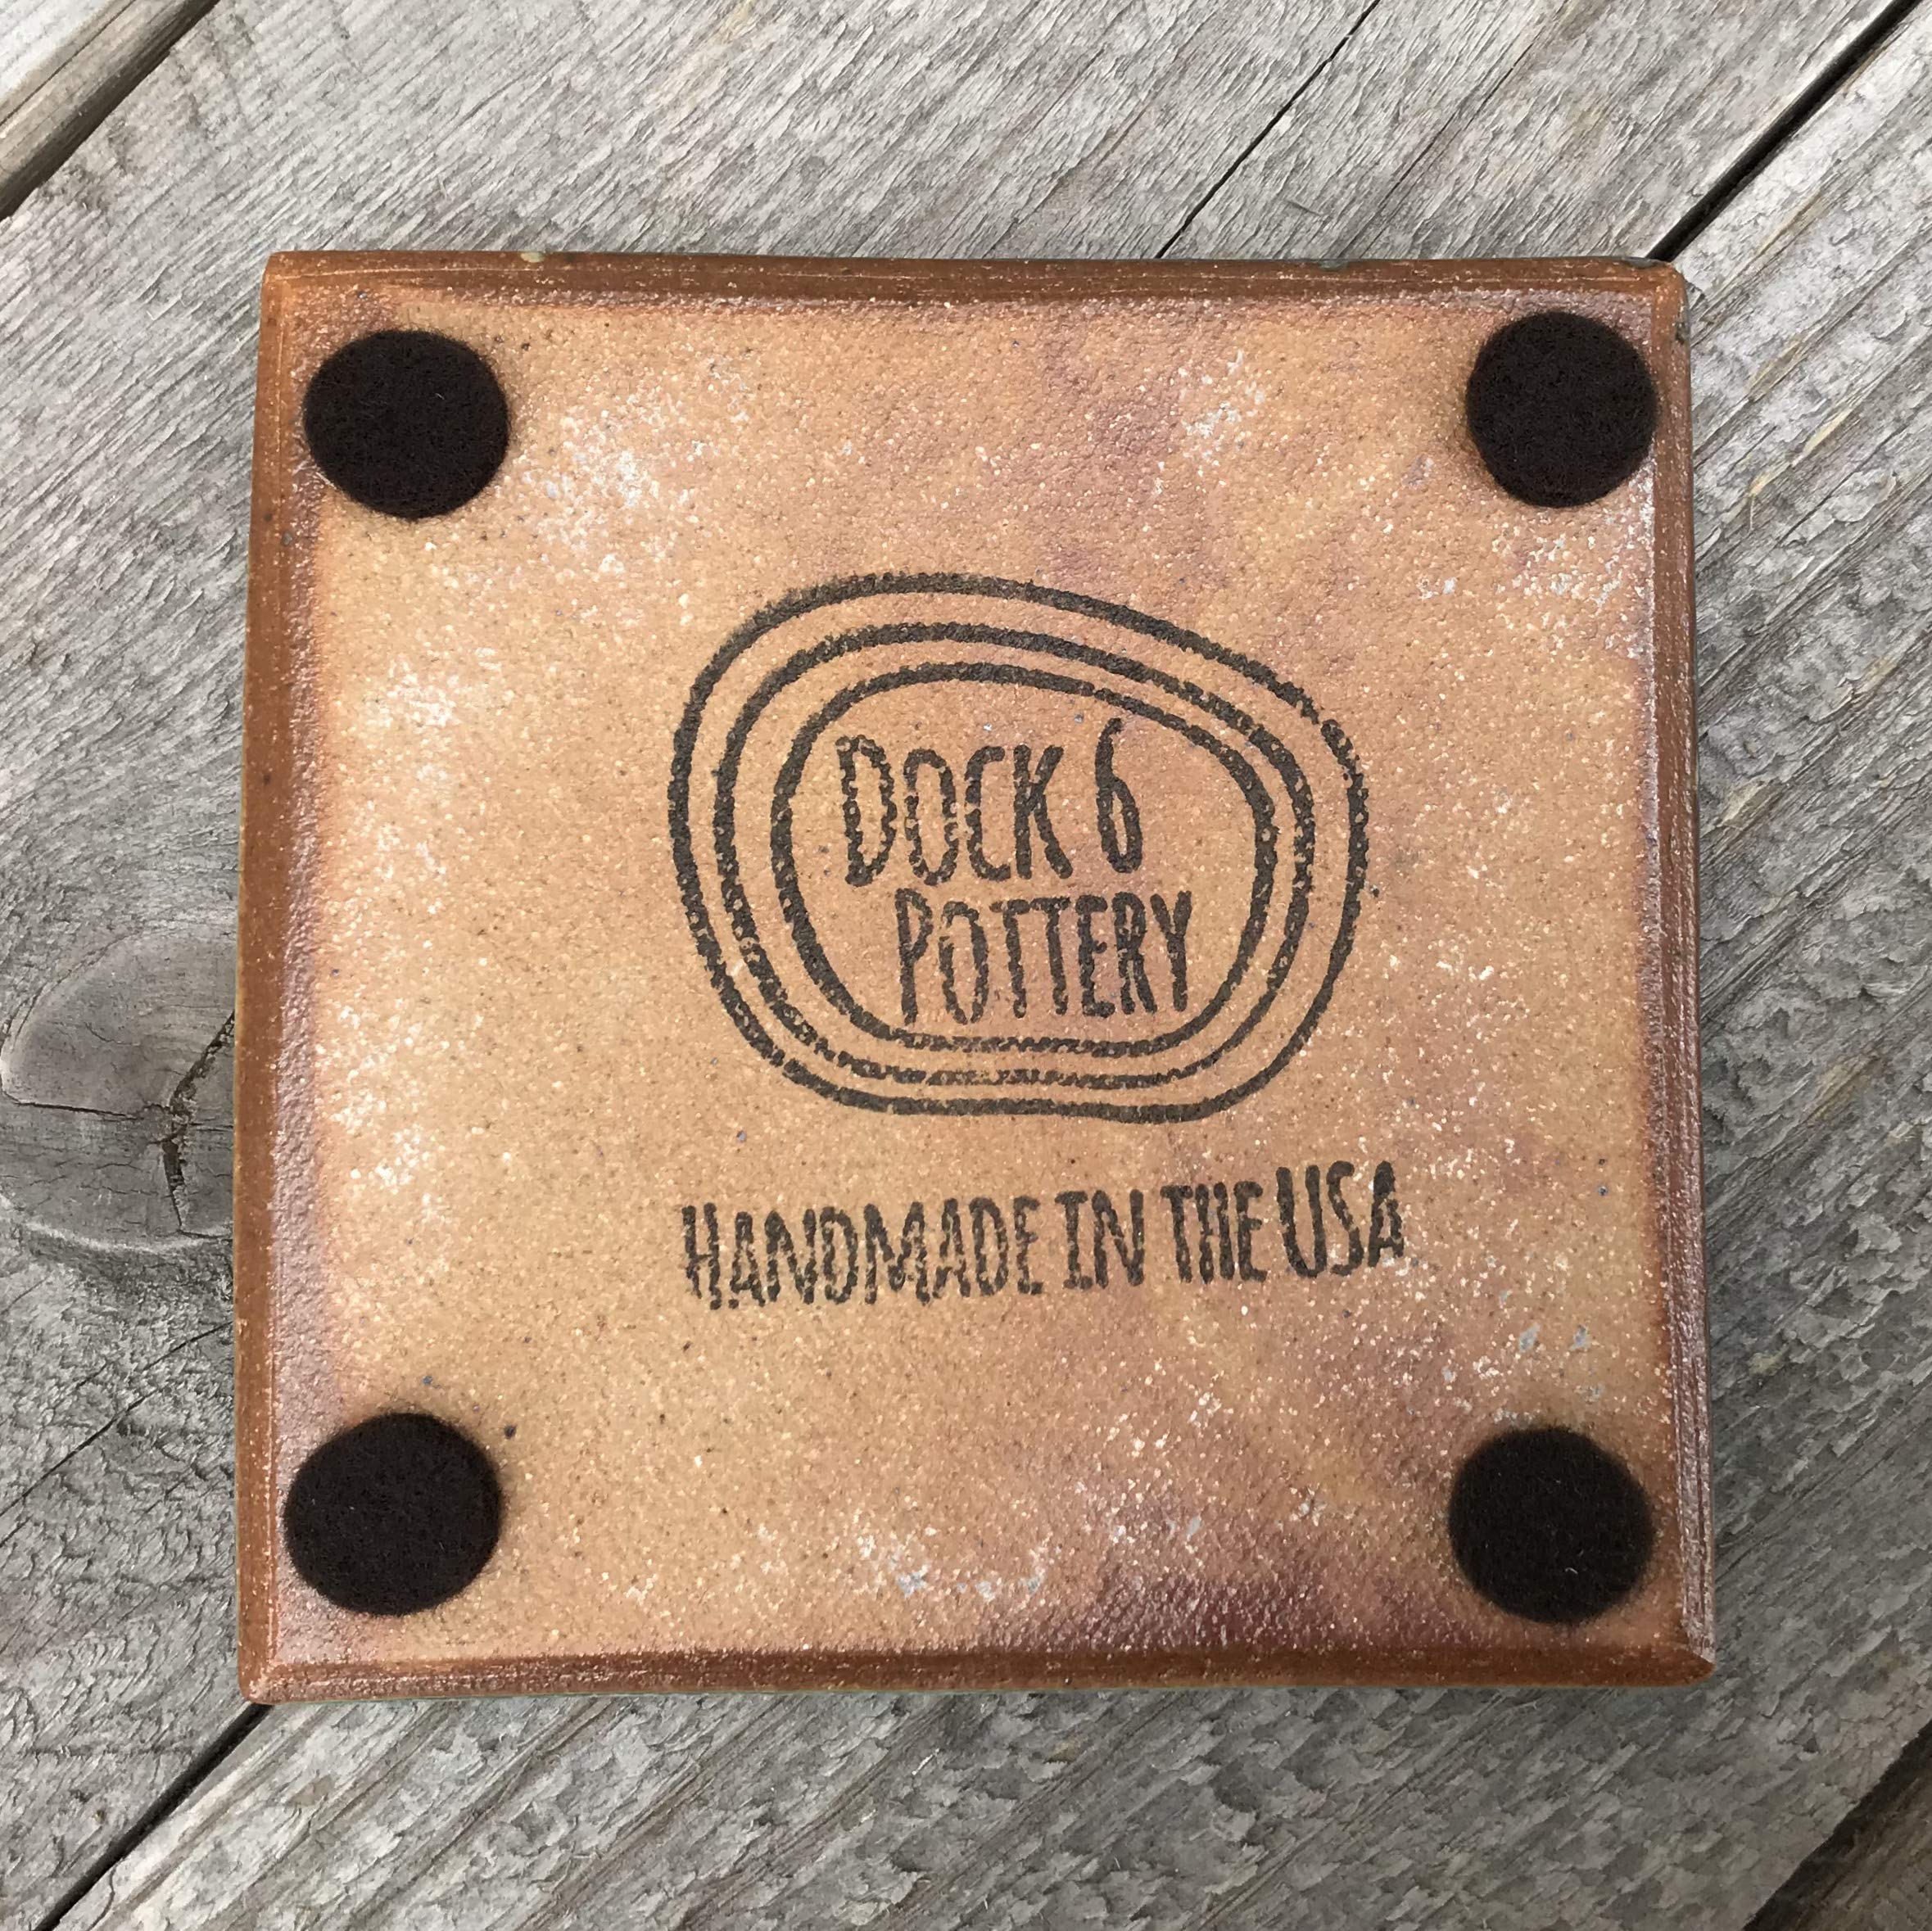 DOCK 6
POTTERY
HANDMADE IN THE USA